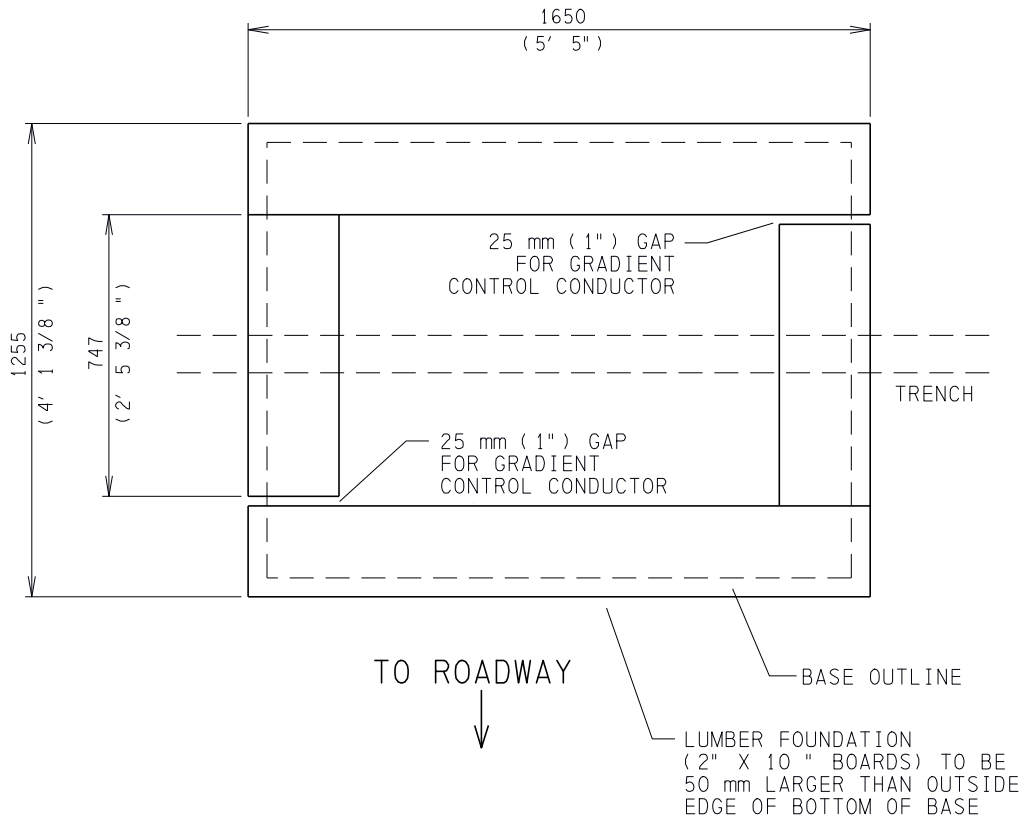 1650
(5' 5")
25 mm (1") GAP
FOR GRADIENT
CONTROL CONDUCTOR
1255
(4' 1 3/8 ")
747
(2' 5 3/8 ")
TRENCH
25 mm (1") GAP
FOR GRADIENT
CONTROL CONDUCTOR
TO ROADWAY
BASE OUTLINE
LUMBER FOUNDATION
(2" X 10 " BOARDS) TO BE
50 mm LARGER THAN OUTSIDE
EDGE OF BOTTOM OF BASE